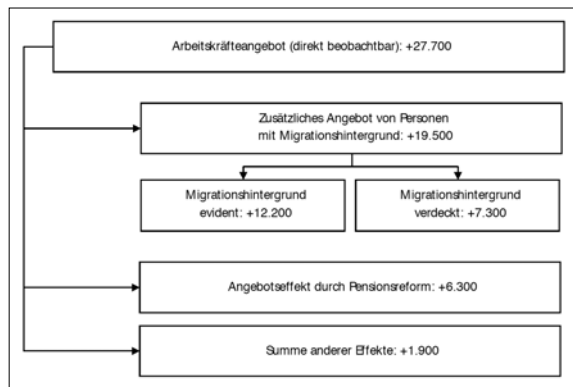 Arbeitskräfteangebot (direkt beobachtbar): +27.700
Zusätzliches Angebot von Personen
mit Migrationshintergrund: +19.500
Migrationshintergrund
evident: +12.200
Migrationshintergrund
verdeckt: +7.300
Angebotseffekt durch Pensionsreform: +6.300
Summe anderer Effekte: +1.900